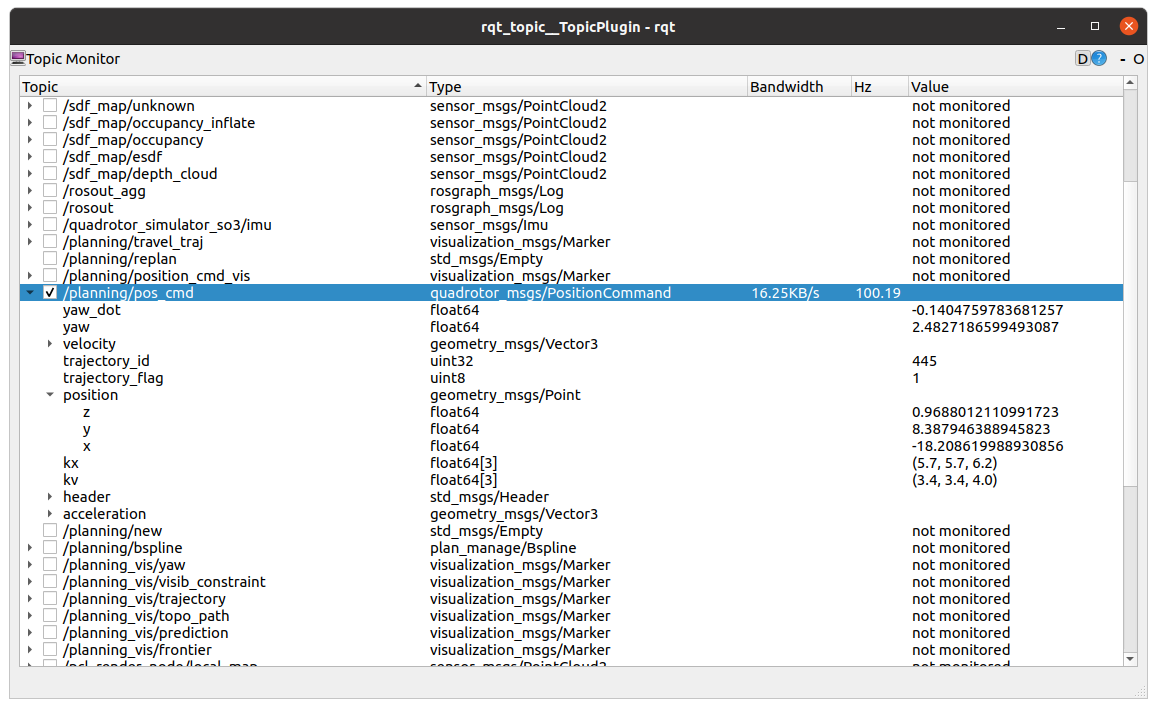 rqt_topic__TopicPlugin - rqt
Topic Monitor D ? - O
Topic Type Bandwidth Hz Value
/sdf_map/unknown sensor_msgs/PointCloud2 not monitored
/sdf_map/occupancy_inflate sensor_msgs/PointCloud2 not monitored
/sdf_map/occupancy sensor_msgs/PointCloud2 not monitored
/sdf_map/esdf sensor_msgs/PointCloud2 not monitored
/sdf_map/depth_cloud sensor_msgs/PointCloud2 not monitored
/rosout_agg rosgraph_msgs/Log not monitored
/rosout rosgraph_msgs/Log not monitored
/quadrotor_simulator_so3/imu sensor_msgs/Imu not monitored
/planning/travel_traj visualization_msgs/Marker not monitored
/planning/replan std_msgs/Empty not monitored
/planning/position_cmd_vis visualization_msgs/Marker not monitored
/planning/pos_cmd quadrotor_msgs/PositionCommand 16.25KB/s 100.19
yaw_dot float64 -0.1404759783681257
yaw float64 2.4827186599493087
velocity geometry_msgs/Vector3
trajectory_id uint32 445
trajectory_flag uint8 1
position geometry_msgs/Point
z float64 0.9688012110991723
y float64 8.387946388945823
x float64 -18.208619988930856
kx float64[3] (5.7, 5.7, 6.2)
kv float64[3] (3.4, 3.4, 4.0)
header std_msgs/Header
acceleration geometry_msgs/Vector3
/planning/new std_msgs/Empty not monitored
/planning/bspline plan_manage/Bspline not monitored
/planning_vis/yaw visualization_msgs/Marker not monitored
/planning_vis/visib_constraint visualization_msgs/Marker not monitored
/planning_vis/trajectory visualization_msgs/Marker not monitored
/planning_vis/topo_path visualization_msgs/Marker not monitored
/planning_vis/prediction visualization_msgs/Marker not monitored
/planning_vis/frontier visualization_msgs/Marker not monitored
/pcl_render_node/local_map sensor_msgs/PointCloud2 not monitored